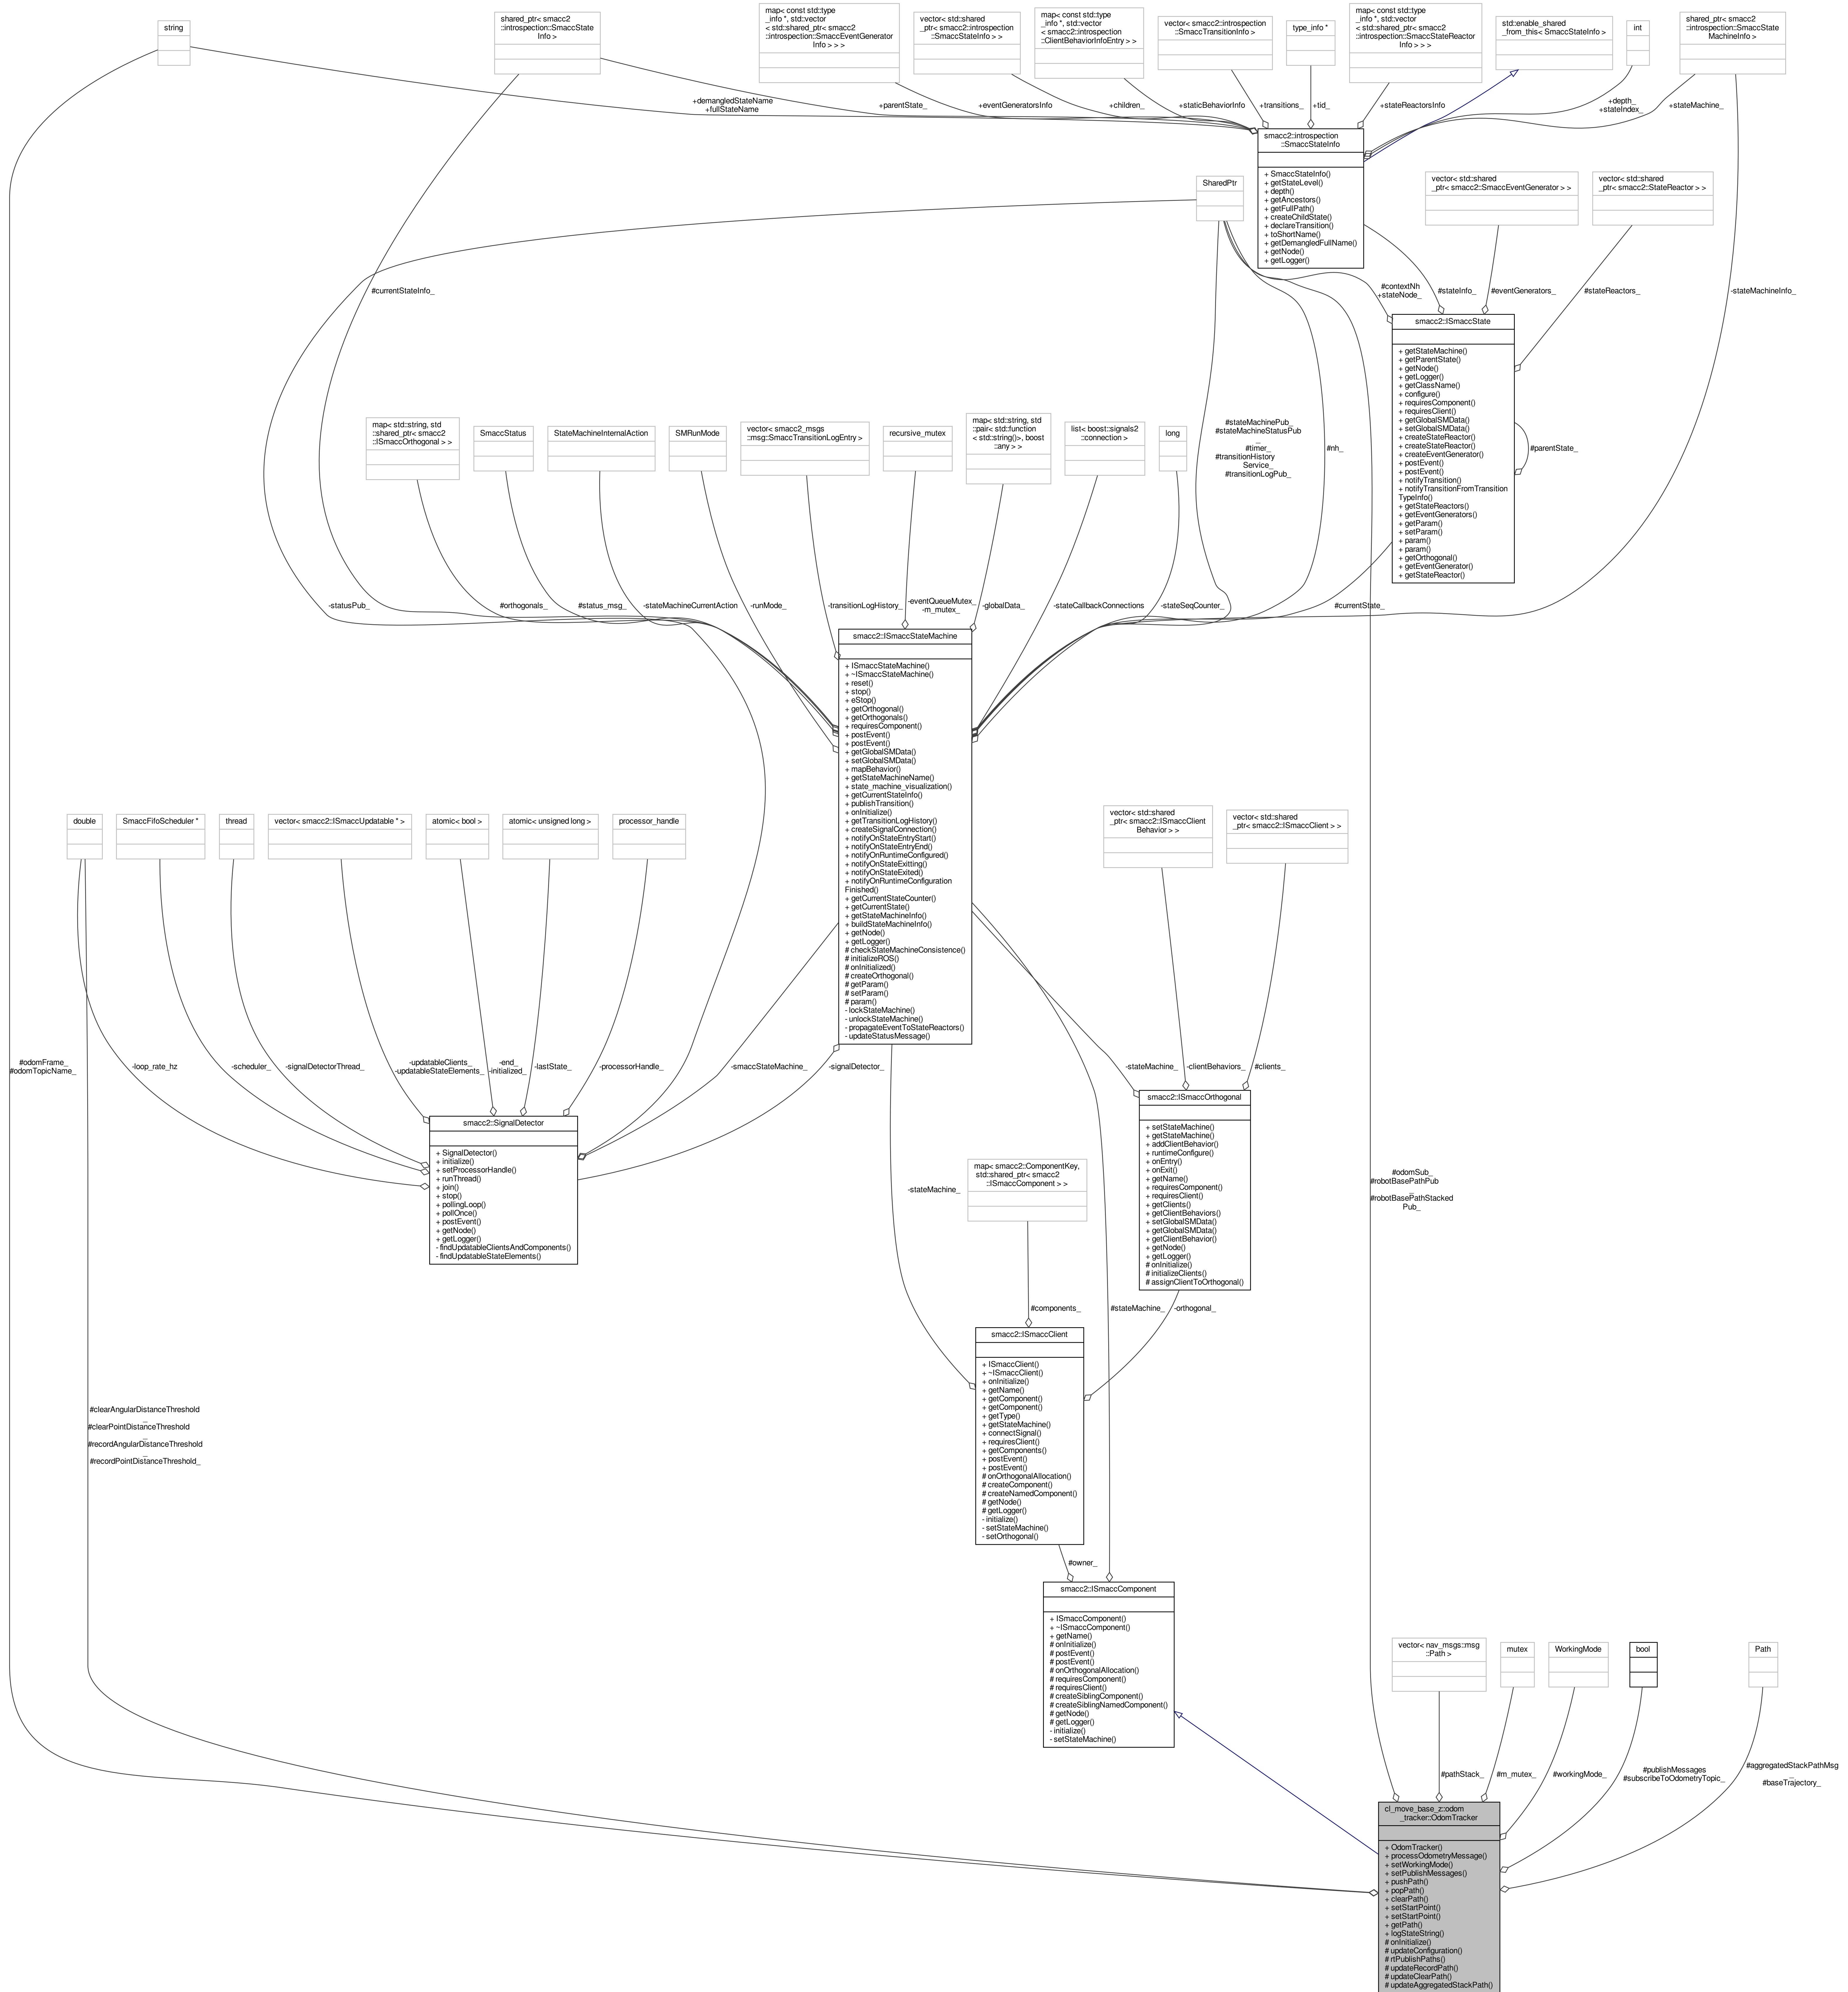 string
shared_ptr< smacc2
::introspection::SmaccState
Info >
map< const std::type
_info *, std::vector
< std::shared_ptr< smacc2
::introspection::SmaccEventGenerator
Info > > >
vector< std::shared
_ptr< smacc2::introspection
::SmaccStateInfo > >
map< const std::type
_info *, std::vector
< smacc2::introspection
::ClientBehaviorInfoEntry > >
vector< smacc2::introspection
::SmaccTransitionInfo >
type_info *
map< const std::type
_info *, std::vector
< std::shared_ptr< smacc2
::introspection::SmaccStateReactor
Info > > >
std::enable_shared
_from_this< SmaccStateInfo >
int
shared_ptr< smacc2
::introspection::SmaccState
MachineInfo >
+demangledStateName
+fullStateName
+parentState_
+eventGeneratorsInfo
+children_
+staticBehaviorInfo
+transitions_
+tid_
+stateReactorsInfo
+depth_
+stateIndex_
+stateMachine_
smacc2::introspection
::SmaccStateInfo
+ SmaccStateInfo()
+ getStateLevel()
+ depth()
+ getAncestors()
+ getFullPath()
+ createChildState()
+ declareTransition()
+ toShortName()
+ getDemangledFullName()
+ getNode()
+ getLogger()
SharedPtr
vector< std::shared
_ptr< smacc2::SmaccEventGenerator > >
vector< std::shared
_ptr< smacc2::StateReactor > >
#currentStateInfo_
#contextNh
+stateNode_
#stateInfo_
#eventGenerators_
#stateReactors_
-stateMachineInfo_
smacc2::ISmaccState
+ getStateMachine()
+ getParentState()
+ getNode()
+ getLogger()
+ getClassName()
+ configure()
+ requiresComponent()
+ requiresClient()
+ getGlobalSMData()
+ setGlobalSMData()
+ createStateReactor()
+ createStateReactor()
+ createEventGenerator()
+ postEvent()
+ postEvent()
+ notifyTransition()
+ notifyTransitionFromTransition
TypeInfo()
+ getStateReactors()
+ getEventGenerators()
+ getParam()
+ setParam()
+ param()
+ param()
+ getOrthogonal()
+ getEventGenerator()
+ getStateReactor()
#parentState_
map< std::string, std
::shared_ptr< smacc2
::ISmaccOrthogonal > >
SmaccStatus
StateMachineInternalAction
SMRunMode
vector< smacc2_msgs
::msg::SmaccTransitionLogEntry >
recursive_mutex
map< std::string, std
::pair< std::function
< std::string()>, boost
::any > >
list< boost::signals2
::connection >
long
#stateMachinePub_
#stateMachineStatusPub
_
#timer_
#transitionHistory
Service_
#transitionLogPub_
#nh_
-statusPub_
#orthogonals_
#status_msg_
-stateMachineCurrentAction
-runMode_
-transitionLogHistory_
-eventQueueMutex_
-m_mutex_
-globalData_
-stateCallbackConnections
-stateSeqCounter_
#currentState_
smacc2::ISmaccStateMachine
+ ISmaccStateMachine()
+ ~ISmaccStateMachine()
+ reset()
+ stop()
+ eStop()
+ getOrthogonal()
+ getOrthogonals()
+ requiresComponent()
+ postEvent()
+ postEvent()
+ getGlobalSMData()
+ setGlobalSMData()
+ mapBehavior()
+ getStateMachineName()
+ state_machine_visualization()
+ getCurrentStateInfo()
+ publishTransition()
+ onInitialize()
+ getTransitionLogHistory()
+ createSignalConnection()
+ notifyOnStateEntryStart()
+ notifyOnStateEntryEnd()
+ notifyOnRuntimeConfigured()
+ notifyOnStateExitting()
+ notifyOnStateExited()
+ notifyOnRuntimeConfiguration
Finished()
+ getCurrentStateCounter()
+ getCurrentState()
+ getStateMachineInfo()
+ buildStateMachineInfo()
+ getNode()
+ getLogger()
# checkStateMachineConsistence()
# initializeROS()
# onInitialized()
# createOrthogonal()
# getParam()
# setParam()
# param()
- lockStateMachine()
- unlockStateMachine()
- propagateEventToStateReactors()
- updateStatusMessage()
double
SmaccFifoScheduler *
thread
vector< smacc2::ISmaccUpdatable * >
atomic< bool >
atomic< unsigned long >
processor_handle
vector< std::shared
_ptr< smacc2::ISmaccClient
Behavior > >
vector< std::shared
_ptr< smacc2::ISmaccClient > >
#odomFrame_
#odomTopicName_
-loop_rate_hz
-scheduler_
-signalDetectorThread_
-updatableClients_
-updatableStateElements_
-end_
-initialized_
-lastState_
-processorHandle_
-smaccStateMachine_
-signalDetector_
-stateMachine_
-clientBehaviors_
#clients_
smacc2::SignalDetector
+ SignalDetector()
+ initialize()
+ setProcessorHandle()
+ runThread()
+ join()
+ stop()
+ pollingLoop()
+ pollOnce()
+ postEvent()
+ getNode()
+ getLogger()
- findUpdatableClientsAndComponents()
- findUpdatableStateElements()
smacc2::ISmaccOrthogonal
+ setStateMachine()
+ getStateMachine()
+ addClientBehavior()
+ runtimeConfigure()
+ onEntry()
+ onExit()
+ getName()
+ requiresComponent()
+ requiresClient()
+ getClients()
+ getClientBehaviors()
+ setGlobalSMData()
+ getGlobalSMData()
+ getClientBehavior()
+ getNode()
+ getLogger()
# onInitialize()
# initializeClients()
# assignClientToOrthogonal()
map< smacc2::ComponentKey,
std::shared_ptr< smacc2
::ISmaccComponent > >
-stateMachine_
#odomSub_
#robotBasePathPub
_
#robotBasePathStacked
Pub_
#components_
#stateMachine_
-orthogonal_
smacc2::ISmaccClient
+ ISmaccClient()
+ ~ISmaccClient()
+ onInitialize()
+ getName()
+ getComponent()
+ getComponent()
+ getType()
+ getStateMachine()
+ connectSignal()
+ requiresClient()
+ getComponents()
+ postEvent()
+ postEvent()
# onOrthogonalAllocation()
# createComponent()
# createNamedComponent()
# getNode()
# getLogger()
- initialize()
- setStateMachine()
- setOrthogonal()
#clearAngularDistanceThreshold
_
#clearPointDistanceThreshold
_
#recordAngularDistanceThreshold
_
#recordPointDistanceThreshold_
#owner_
smacc2::ISmaccComponent
+ ISmaccComponent()
+ ~ISmaccComponent()
+ getName()
# onInitialize()
# postEvent()
# postEvent()
# onOrthogonalAllocation()
# requiresComponent()
# requiresClient()
# createSiblingComponent()
# createSiblingNamedComponent()
# getNode()
# getLogger()
- initialize()
- setStateMachine()
vector< nav_msgs::msg
::Path >
mutex
WorkingMode
bool
Path
#pathStack_
#m_mutex_
#workingMode_
#publishMessages
#subscribeToOdometryTopic_
#aggregatedStackPathMsg
_
#baseTrajectory_
cl_move_base_z::odom
_tracker::OdomTracker
+ OdomTracker()
+ processOdometryMessage()
+ setWorkingMode()
+ setPublishMessages()
+ pushPath()
+ popPath()
+ clearPath()
+ setStartPoint()
+ setStartPoint()
+ getPath()
+ logStateString()
# onInitialize()
# updateConfiguration()
# rtPublishPaths()
# updateRecordPath()
# updateClearPath()
# updateAggregatedStackPath()